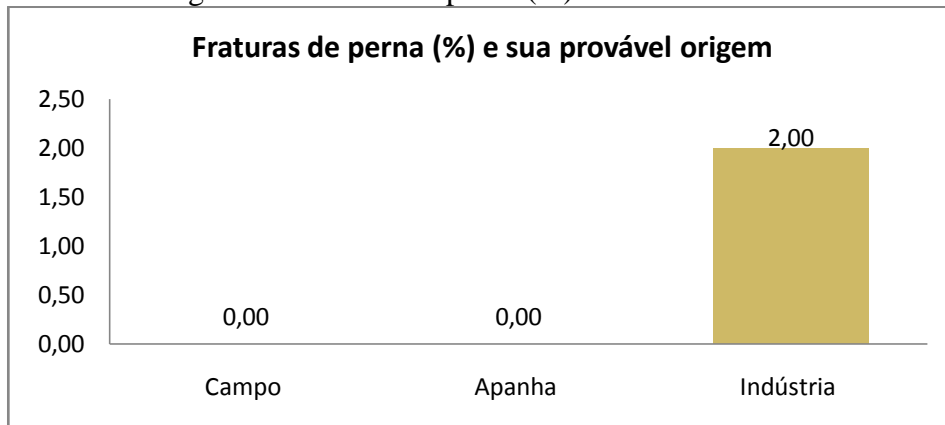 Fraturas de perna (%) e sua provável origem
2,50
2,00
1,50
1,00
0,50
0,00
2,00
0,00
0,00
Campo
Apanha
Indústria